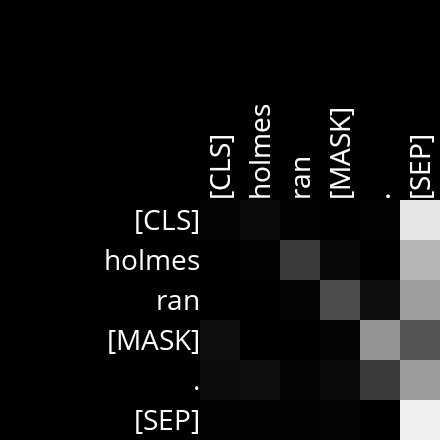 [CLS] holmes ran [MASK] . [SEP]
[CLS]
holmes
ran
[MASK]
.
[SEP]